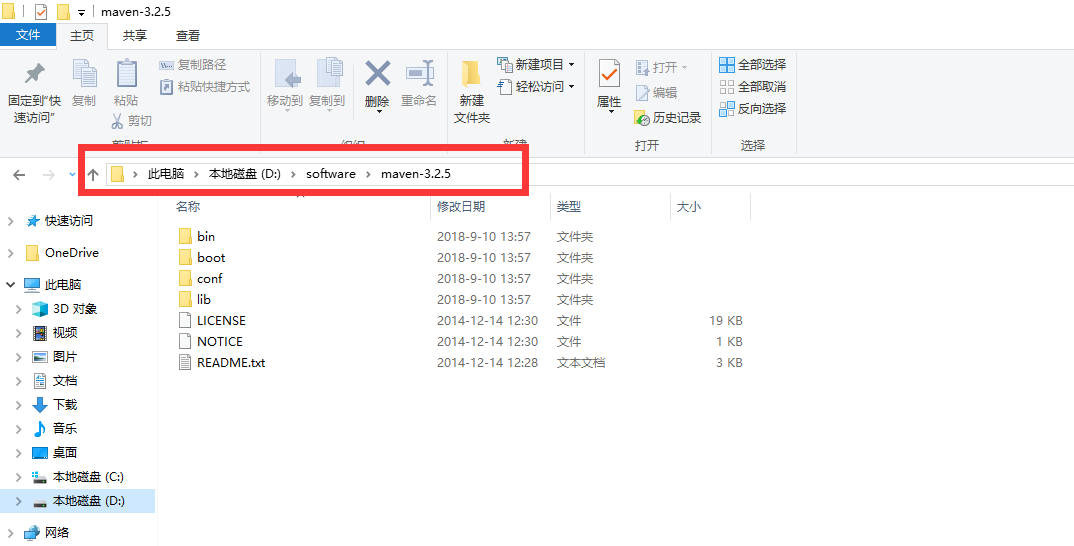 maven-3.2.5
文件 主页 共享 查看
固定到"快速访问"
复制
粘贴
复制路径
粘贴快捷方式
剪切
移动到 复制到 删除 重命名
新建文件夹
新建项目
轻松访问
属性
打开
编辑
历史记录
全部选择
全部取消
反向选择
打开 选择
此电脑 本地磁盘 (D:) software maven-3.2.5
名称 修改日期 类型 大小
bin 2018-9-10 13:57 文件夹
boot 2018-9-10 13:57 文件夹
conf 2018-9-10 13:57 文件夹
lib 2018-9-10 13:57 文件夹
LICENSE 2014-12-14 12:30 文件 19 KB
NOTICE 2014-12-14 12:30 文件 1 KB
README.txt 2014-12-14 12:28 文本文档 3 KB
快速访问
OneDrive
此电脑
3D 对象
视频
图片
文档
下载
音乐
桌面
本地磁盘 (C:)
本地磁盘 (D:)
网络